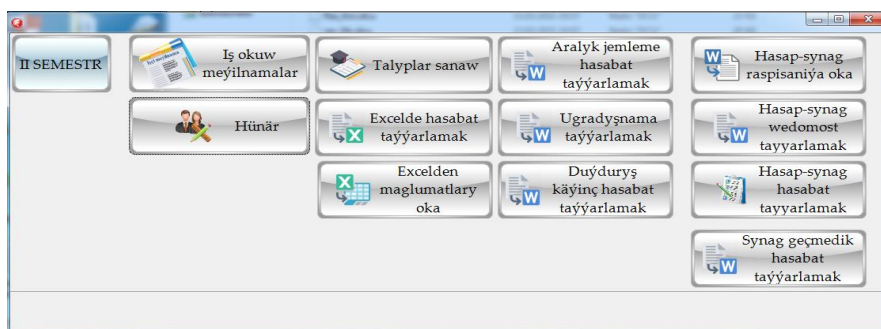 II SEMESTR
Iş okuw
meýilnamalar
Hünär
Talyplar sanaw
Excelde hasabat
taýýarlamak
Excelden
maglumatlary
oka
Aralyk jemleme
hasabat
taýýarlamak
Ugradyşnama
taýýarlamak
Duýduryş
käýinç hasabat
taýýarlamak
Hasap-synag
raspisaniýa oka
Hasap-synag
wedomost
tayyarlamak
Hasap-synag
hasabat
tayyarlamak
Synag geçmedik
hasabat
taýýarlamak